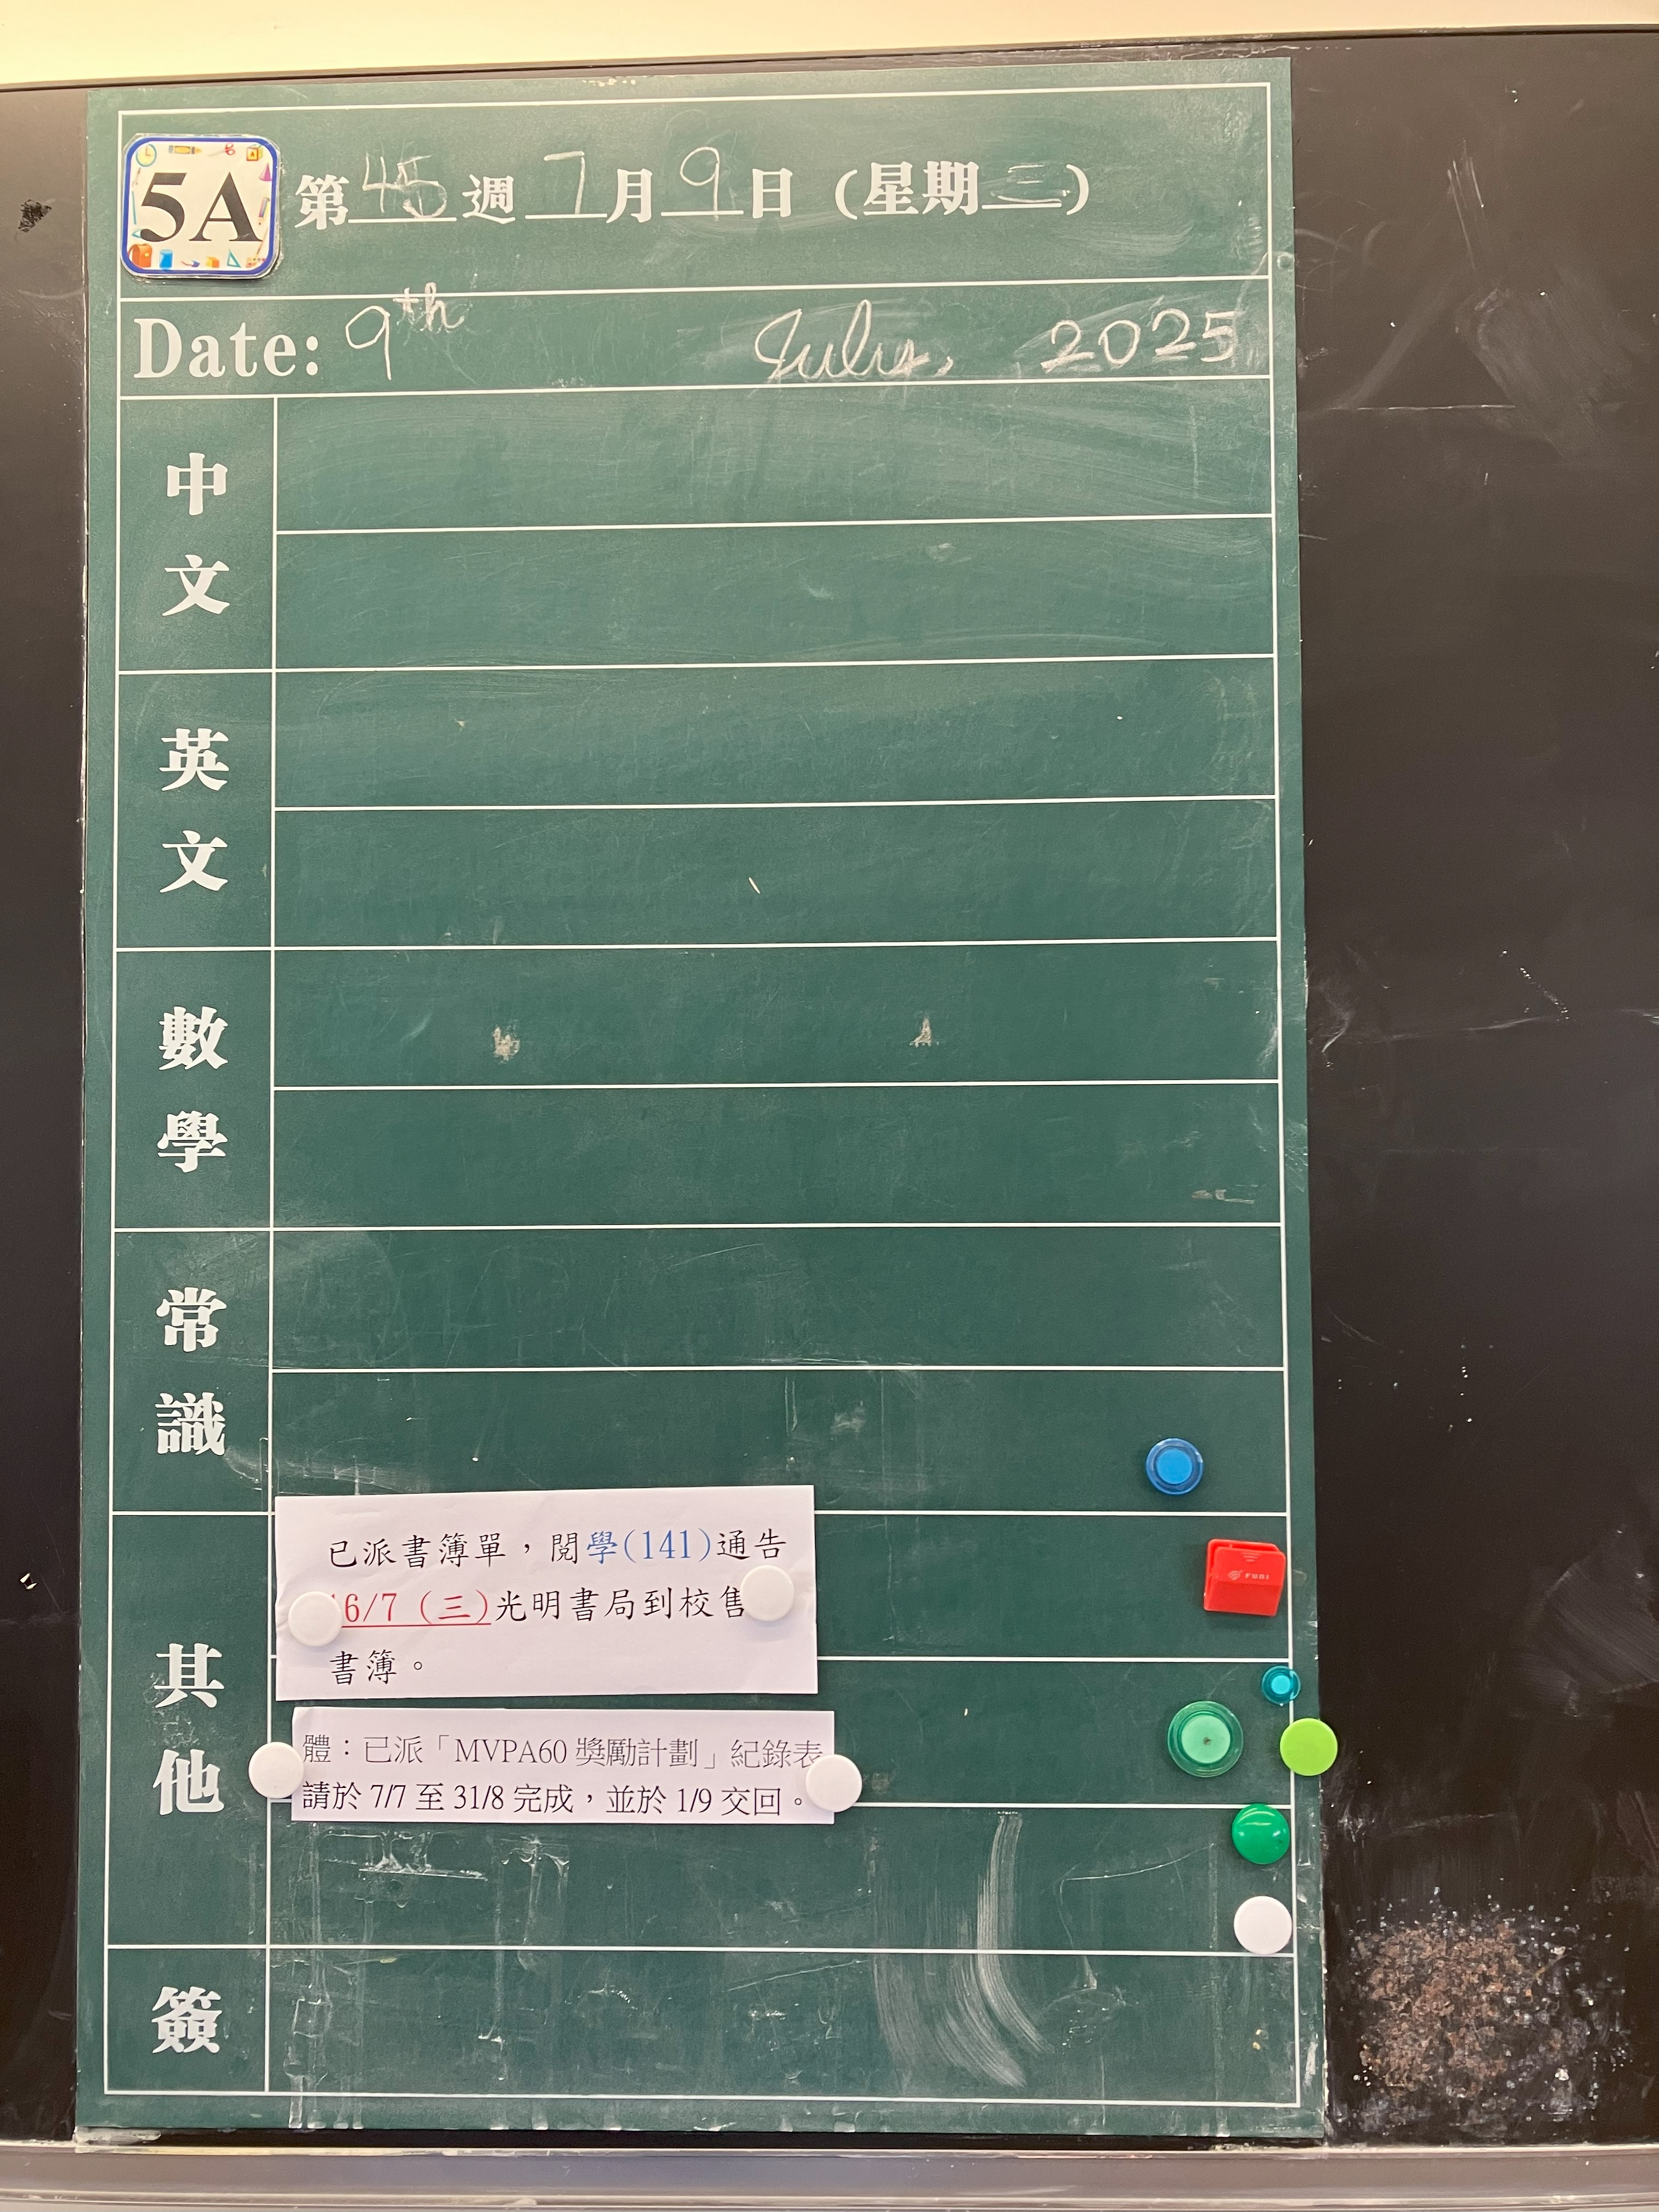 5A 第45週 7月9日（星期三）
Date: 9th July, 2025
中文
英文
數學
常識
其他
已派書簿單，閱學(141)通告
16/7（三）光明書局到校售
書簿。
體：已派「MVPA60 獎勵計劃」紀錄表
請於 7/7 至 31/8 完成，並於 1/9 交回。
FUDI
簽